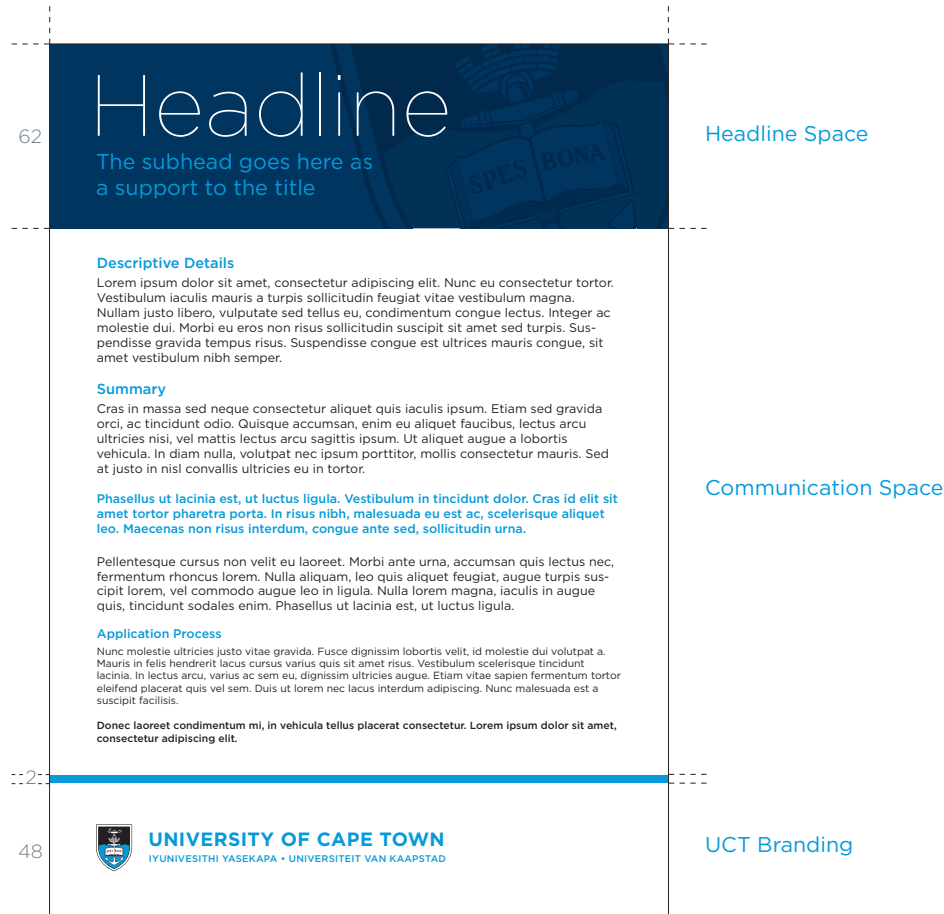 Headline
62
Headline Space
The subhead goes here as
a support to the title
SPES BONA
Descriptive Details
Lorem ipsum dolor sit amet, consectetur adipiscing elit. Nunc eu consectetur tortor.
Vestibulum iaculis mauris a turpis sollicitudin feugiat vitae vestibulum magna.
Nullam justo libero, vulputate sed tellus eu, condimentum congue lectus. Integer ac
molestie dui. Morbi eu eros non risus sollicitudin suscipit sit amet sed turpis. Sus-
pendisse gravida tempus risus. Suspendisse congue est ultrices mauris congue, sit
amet vestibulum nibh semper.
Summary
Cras in massa sed neque consectetur aliquet quis iaculis ipsum. Etiam sed gravida
orci, ac tincidunt odio. Quisque accumsan, enim eu aliquet faucibus, lectus arcu
ultricies nisi, vel mattis lectus arcu sagittis ipsum. Ut aliquet augue a lobortis
vehicula. In diam nulla, volutpat nec ipsum porttitor, mollis consectetur mauris. Sed
at justo in nisl convallis ultricies eu in tortor.
Communication Space
Phasellus ut lacinia est, ut luctus ligula. Vestibulum in tincidunt dolor. Cras id elit sit
amet tortor pharetra porta. In risus nibh, malesuada eu est ac, scelerisque aliquet
leo. Maecenas non risus interdum, congue ante sed, sollicitudin urna.
Pellentesque cursus non velit eu laoreet. Morbi ante urna, accumsan quis lectus nec,
fermentum rhoncus lorem. Nulla aliquam, leo quis aliquet feugiat, augue turpis sus-
cipit lorem, vel commodo augue leo in ligula. Nulla lorem magna, iaculis in augue
quis, tincidunt sodales enim. Phasellus ut lacinia est, ut luctus ligula.
Application Process
Nunc molestie ultricies justo vitae gravida. Fusce dignissim lobortis velit, id molestie dui volutpat a.
Mauris in felis hendrerit lacus cursus varius quis sit amet risus. Vestibulum scelerisque tincidunt
lacinia. In lectus arcu, varius ac sem eu, dignissim ultricies augue. Etiam vitae sapien fermentum tortor
eleifend placerat quis vel sem. Duis ut lorem nec lacus interdum adipiscing. Nunc malesuada est a
suscipit facilisis.
Donec laoreet condimentum mi, in vehicula tellus placerat consectetur. Lorem ipsum dolor sit amet,
consectetur adipiscing elit.
2
48
UNIVERSITY OF CAPE TOWN
IYUNIVESITHI YASEKAPA • UNIVERSITEIT VAN KAAPSTAD
UCT Branding